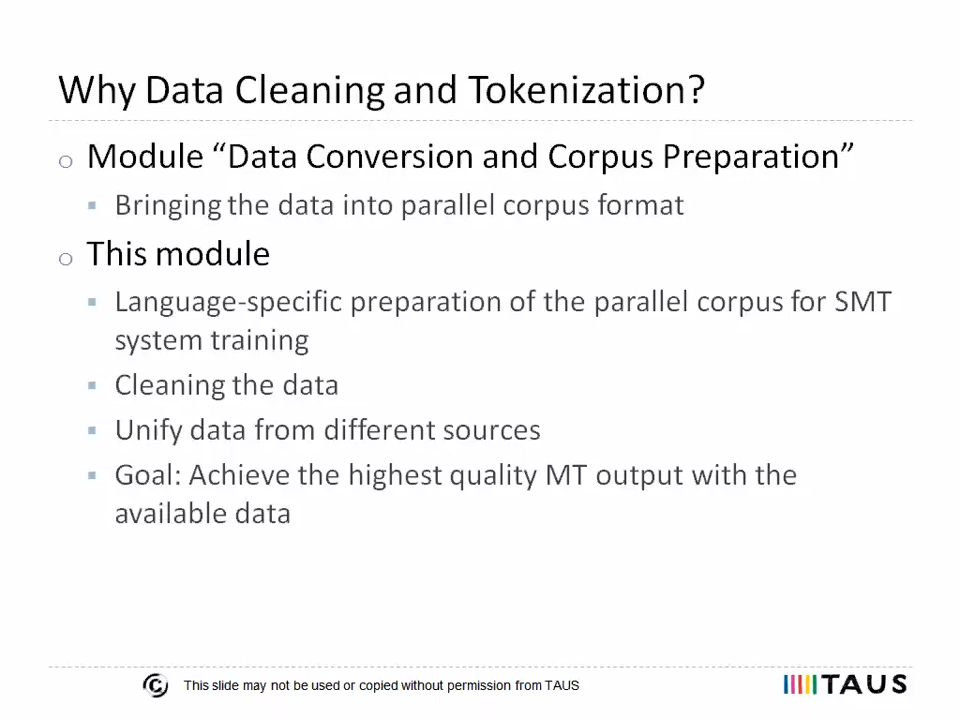 Why Data Cleaning and Tokenization?
Module “Data Conversion and Corpus Preparation”
Bringing the data into parallel corpus format
This module
Language-specific preparation of the parallel corpus for SMT
system training
Cleaning the data
Unify data from different sources
Goal: Achieve the highest quality MT output with the
available data
This slide may not be used or copied without permission from TAUS
TAUS